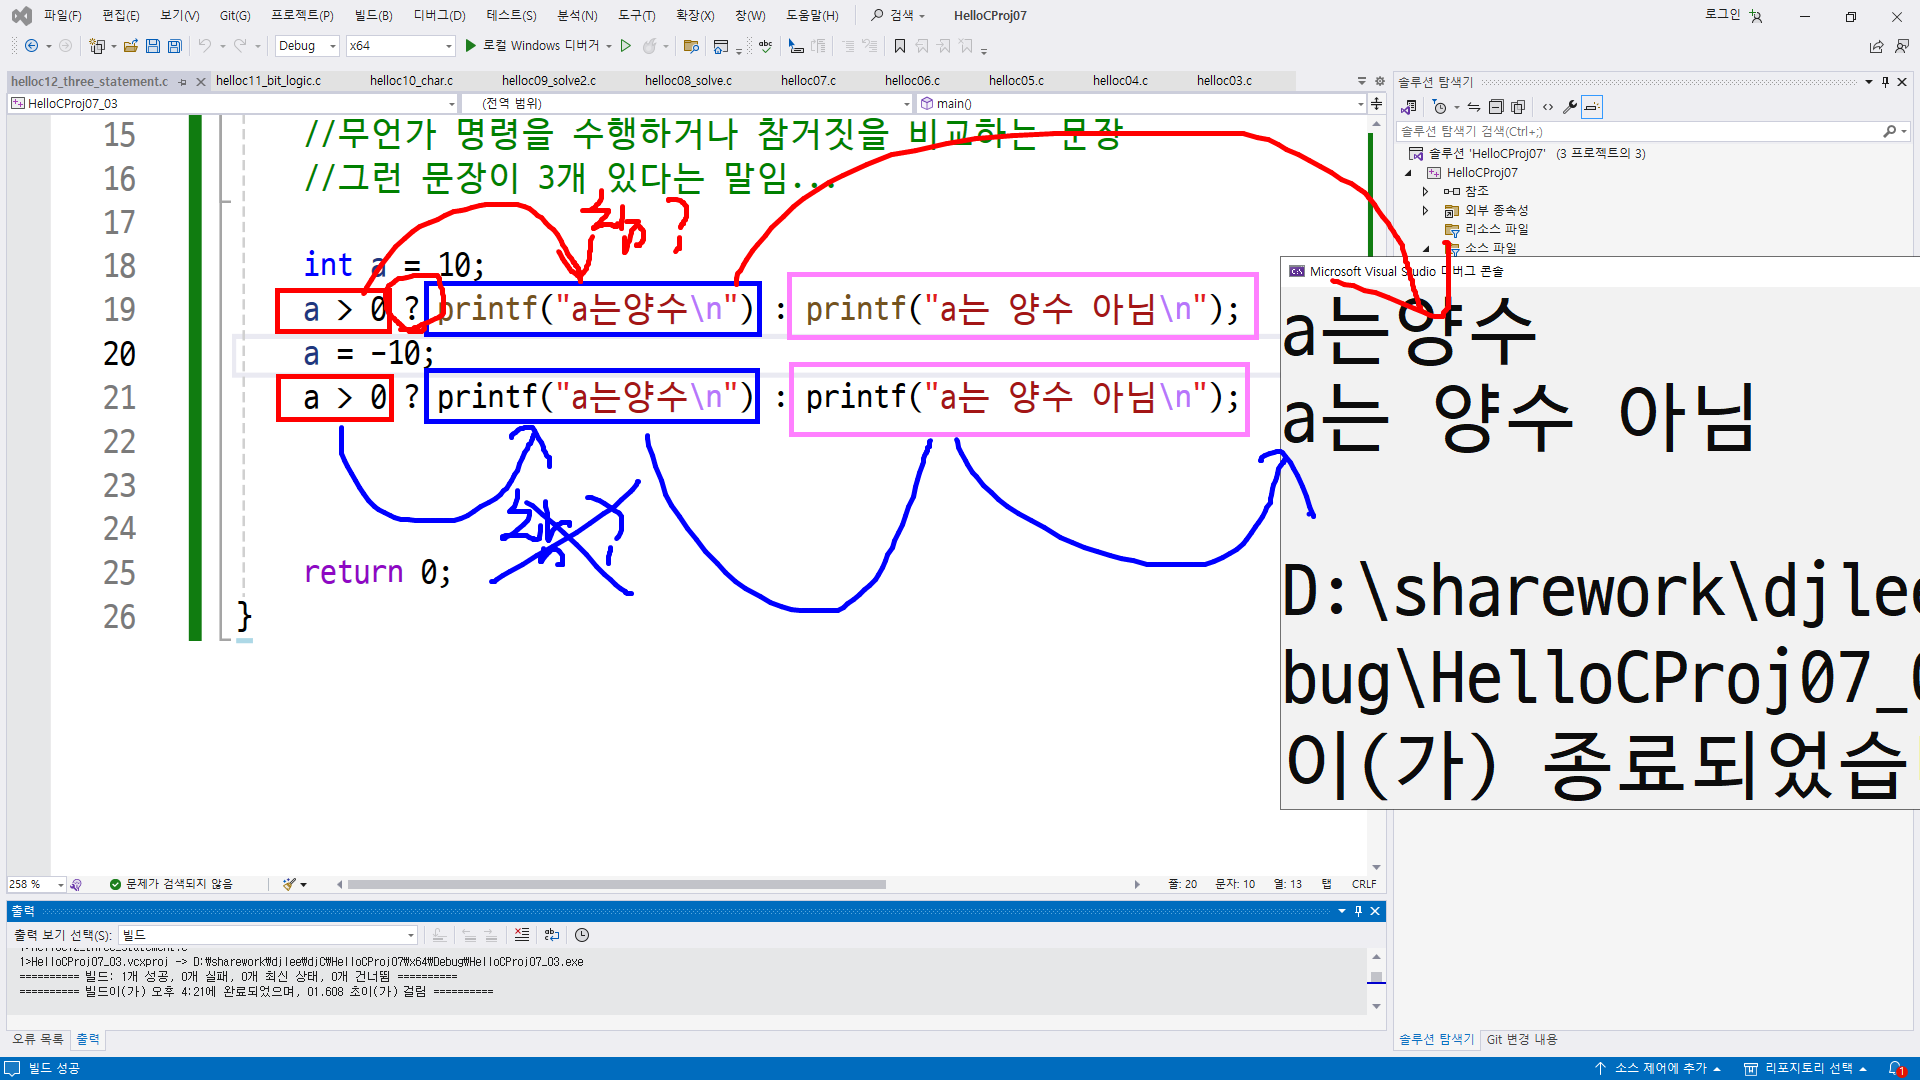 파일(F) 편집(E) 보기(V) Git(G) 프로젝트(P) 빌드(B) 디버그(D) 테스트(S) 분석(N) 도구(T) 확장(X) 창(W) 도움말(H) 검색 HelloCProj07 로그인
Debug x64 로컬 Windows 디버거
helloc12_three_statement.c helloc11_bit_logic.c helloc10_char.c helloc09_solve2.c helloc08_solve.c helloc07.c helloc06.c helloc05.c helloc04.c helloc03.c
HelloCProj07_03 (전역 범위) main()
15 //무언가 명령을 수행하거나 참거짓을 비교하는 문장
16 //그런 문장이 3개 있다는 말임...
참?
17
18 int a = 10;
19 a > 0 ? printf("a는양수\n") : printf("a는 양수 아님\n");
20 a = -10;
21 a > 0 ? printf("a는양수\n") : printf("a는 양수 아님\n");
22
23
24
참?
25 return 0;
26 }
258 % 문제가 검색되지 않음 줄: 20 문자: 10 열: 13 탭 CRLF
출력
출력 보기 선택(S): 빌드
1>HelloCProj07_03.vcxproj -> D:\sharework\djlee\djC\HelloCProj07\x64\Debug\HelloCProj07_03.exe
========== 빌드: 1개 성공, 0개 실패, 0개 최신 상태, 0개 건너뜀 ==========
========== 빌드이(가) 오후 4:21에 완료되었으며, 01.608 초이(가) 걸림 ==========
오류 목록 출력
솔루션 탐색기
솔루션 탐색기 검색(Ctrl+;)
솔루션 'HelloCProj07' (3 프로젝트의 3)
HelloCProj07
참조
외부 종속성
리소스 파일
소스 파일
Microsoft Visual Studio 디버그 콘솔
a는양수
a는 양수 아님
D:\sharework\djlee
bug\HelloCProj07_0
이(가) 종료되었습
솔루션 탐색기 Git 변경 내용
빌드 성공 소스 제어에 추가 리포지토리 선택 1